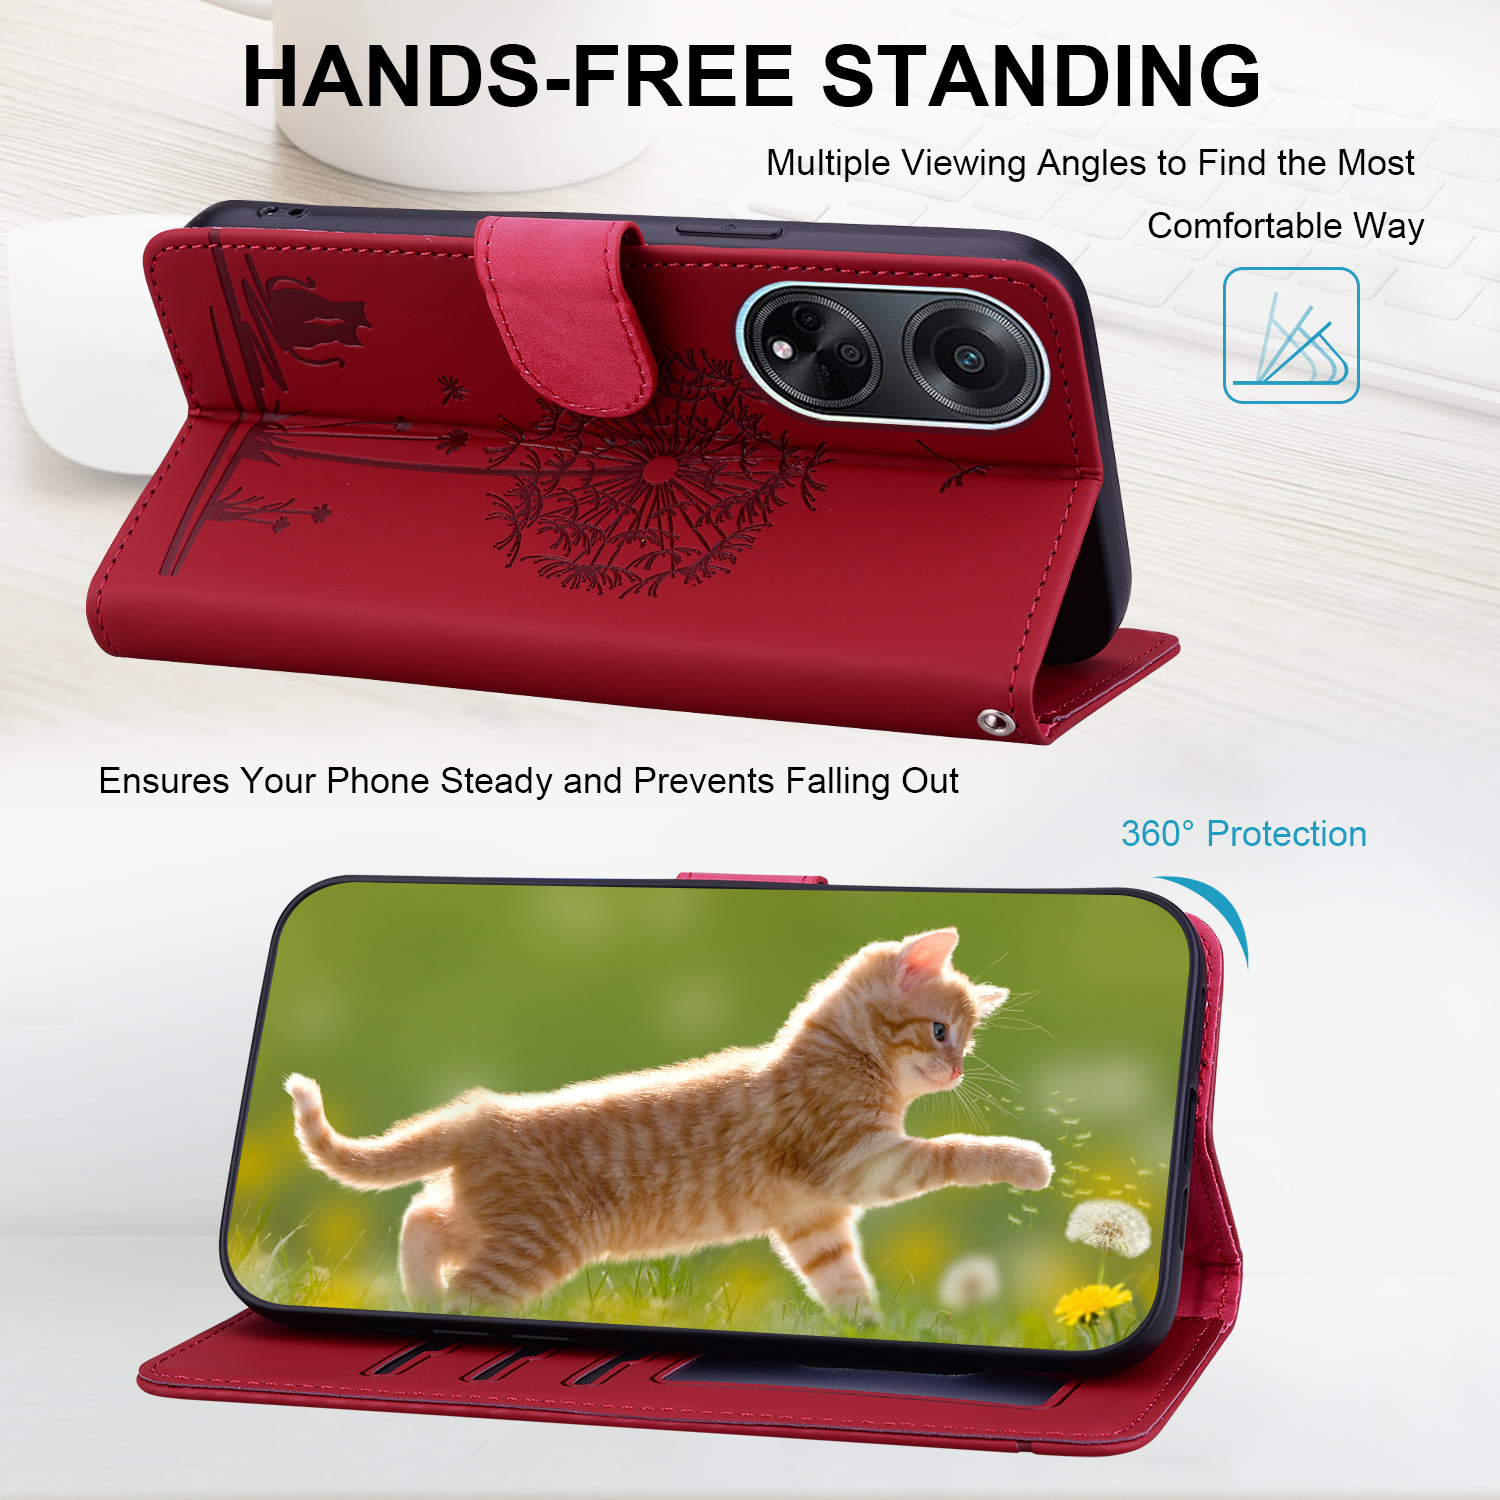 HANDS-FREE STANDING
Multiple Viewing Angles to Find the Most
Comfortable Way
Ensures Your Phone Steady and Prevents Falling Out
360° Protection